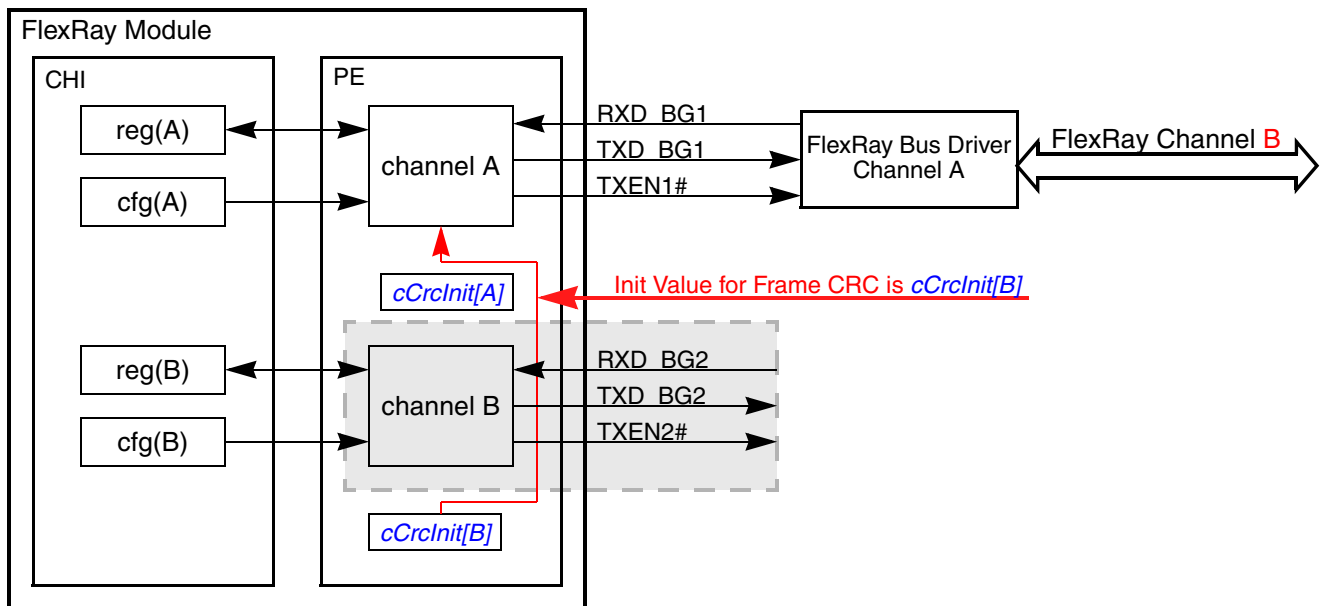 FlexRay Module
CHI
PE
reg(A)
cfg(A)
channel A
RXD_BG1
TXD_BG1
TXEN1#
FlexRay Bus Driver
Channel A
FlexRay Channel B
cCrcInit[A]
Init Value for Frame CRC is cCrcInit[B]
reg(B)
cfg(B)
channel B
RXD_BG2
TXD_BG2
TXEN2#
cCrcInit[B]